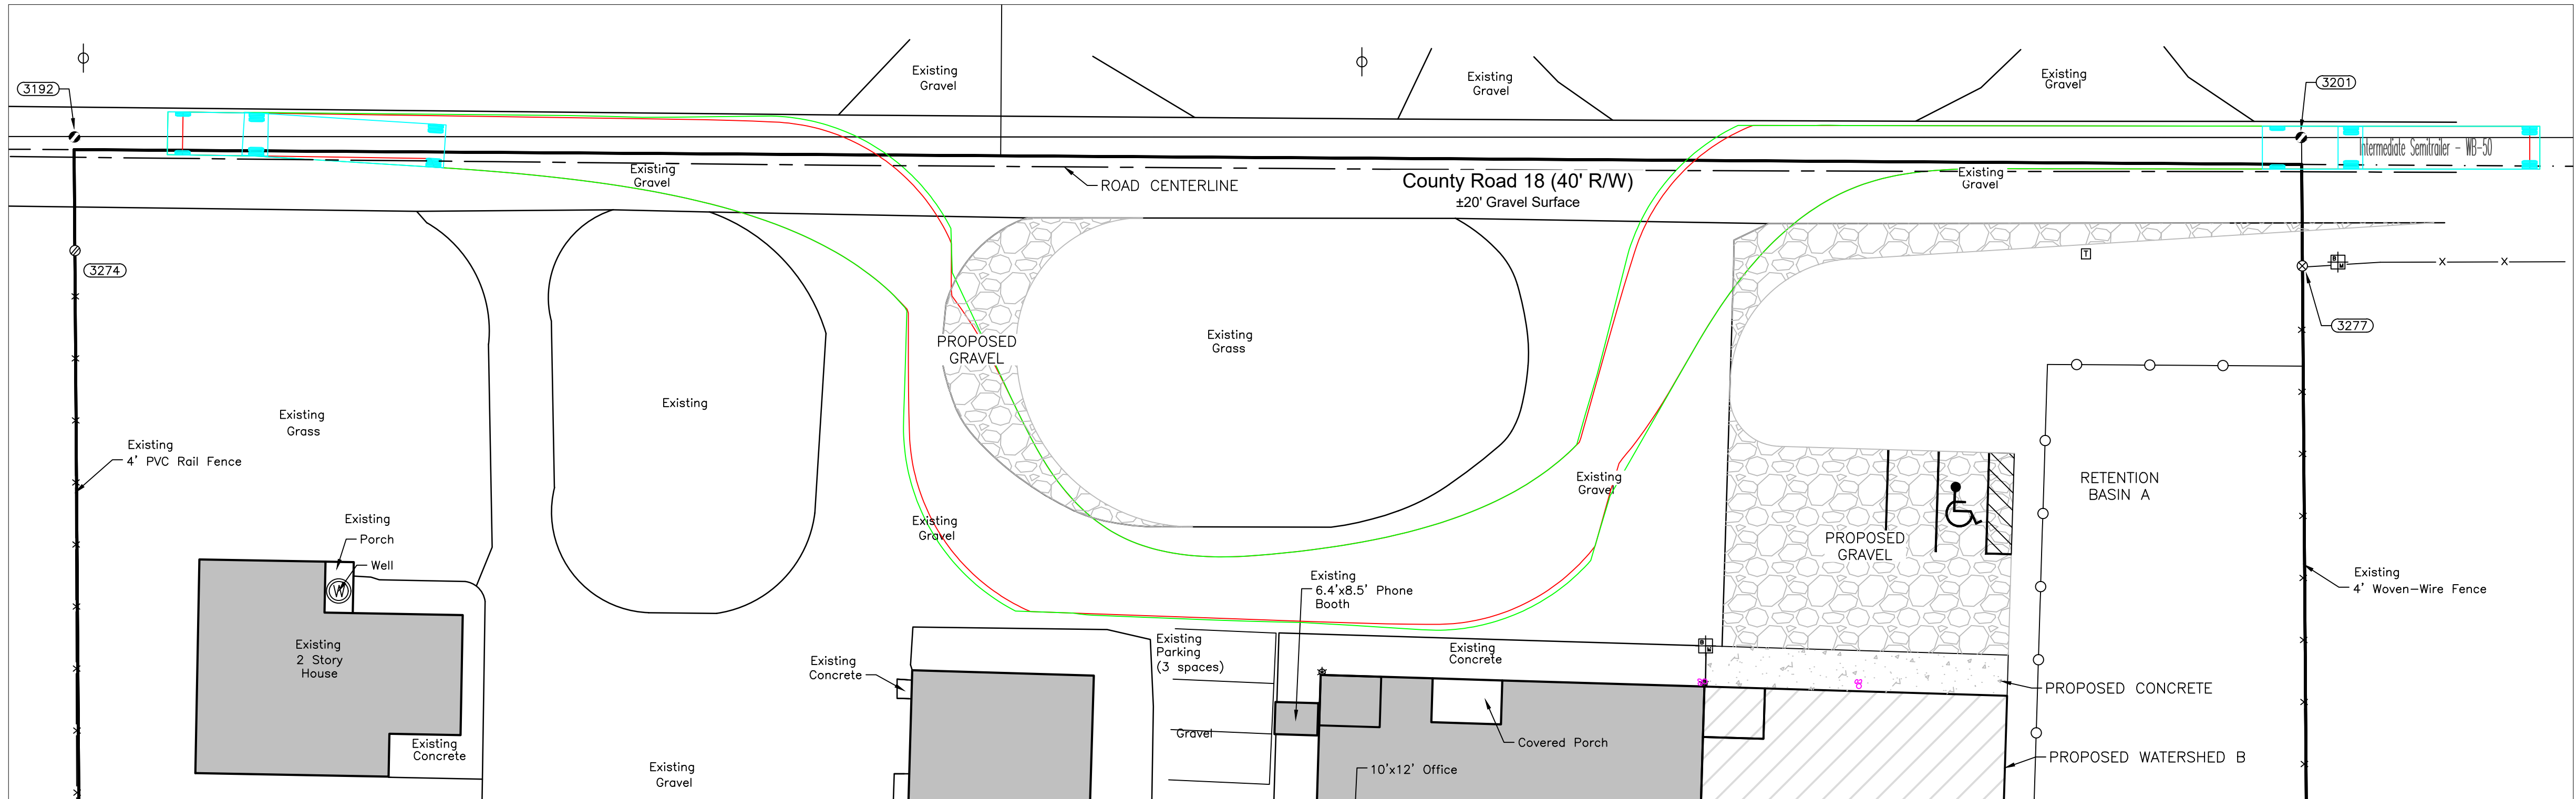 Existing
Gravel
Existing
Gravel
Existing
Gravel
3192
3201
Intermediate Semitrailer - WB-50
Existing
Gravel
ROAD CENTERLINE
County Road 18 (40' R/W)
±20' Gravel Surface
Existing
Gravel
3274
T
B
M
X
X
3277
PROPOSED
GRAVEL
Existing
Grass
Existing
Existing
Grass
Existing
4' PVC Rail Fence
Existing
Gravel
RETENTION
BASIN A
Existing
Porch
Well
W
Existing
Gravel
PROPOSED
GRAVEL
Existing
6.4'x8.5' Phone
Booth
Existing
4' Woven-Wire Fence
Existing
2 Story
House
Existing
Concrete
Existing
Parking
(3 spaces)
Existing
Concrete
B
M
PROPOSED CONCRETE
Existing
Concrete
Gravel
Covered Porch
PROPOSED WATERSHED B
Existing
Gravel
10'x12' Office